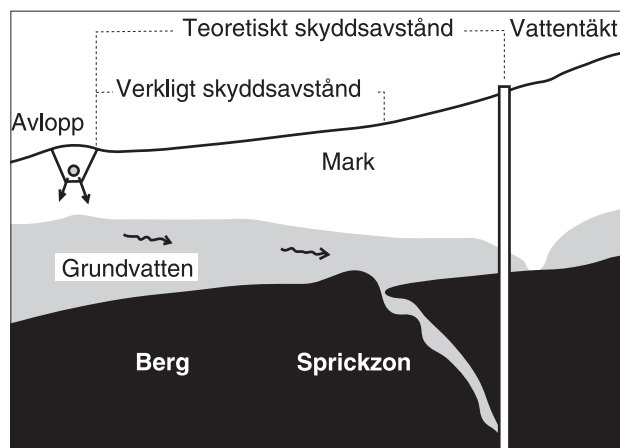 Teoretiskt skyddsavstånd Vattentäkt
Verkligt skyddsavstånd
Avlopp
Mark
Grundvatten
Berg Sprickzon